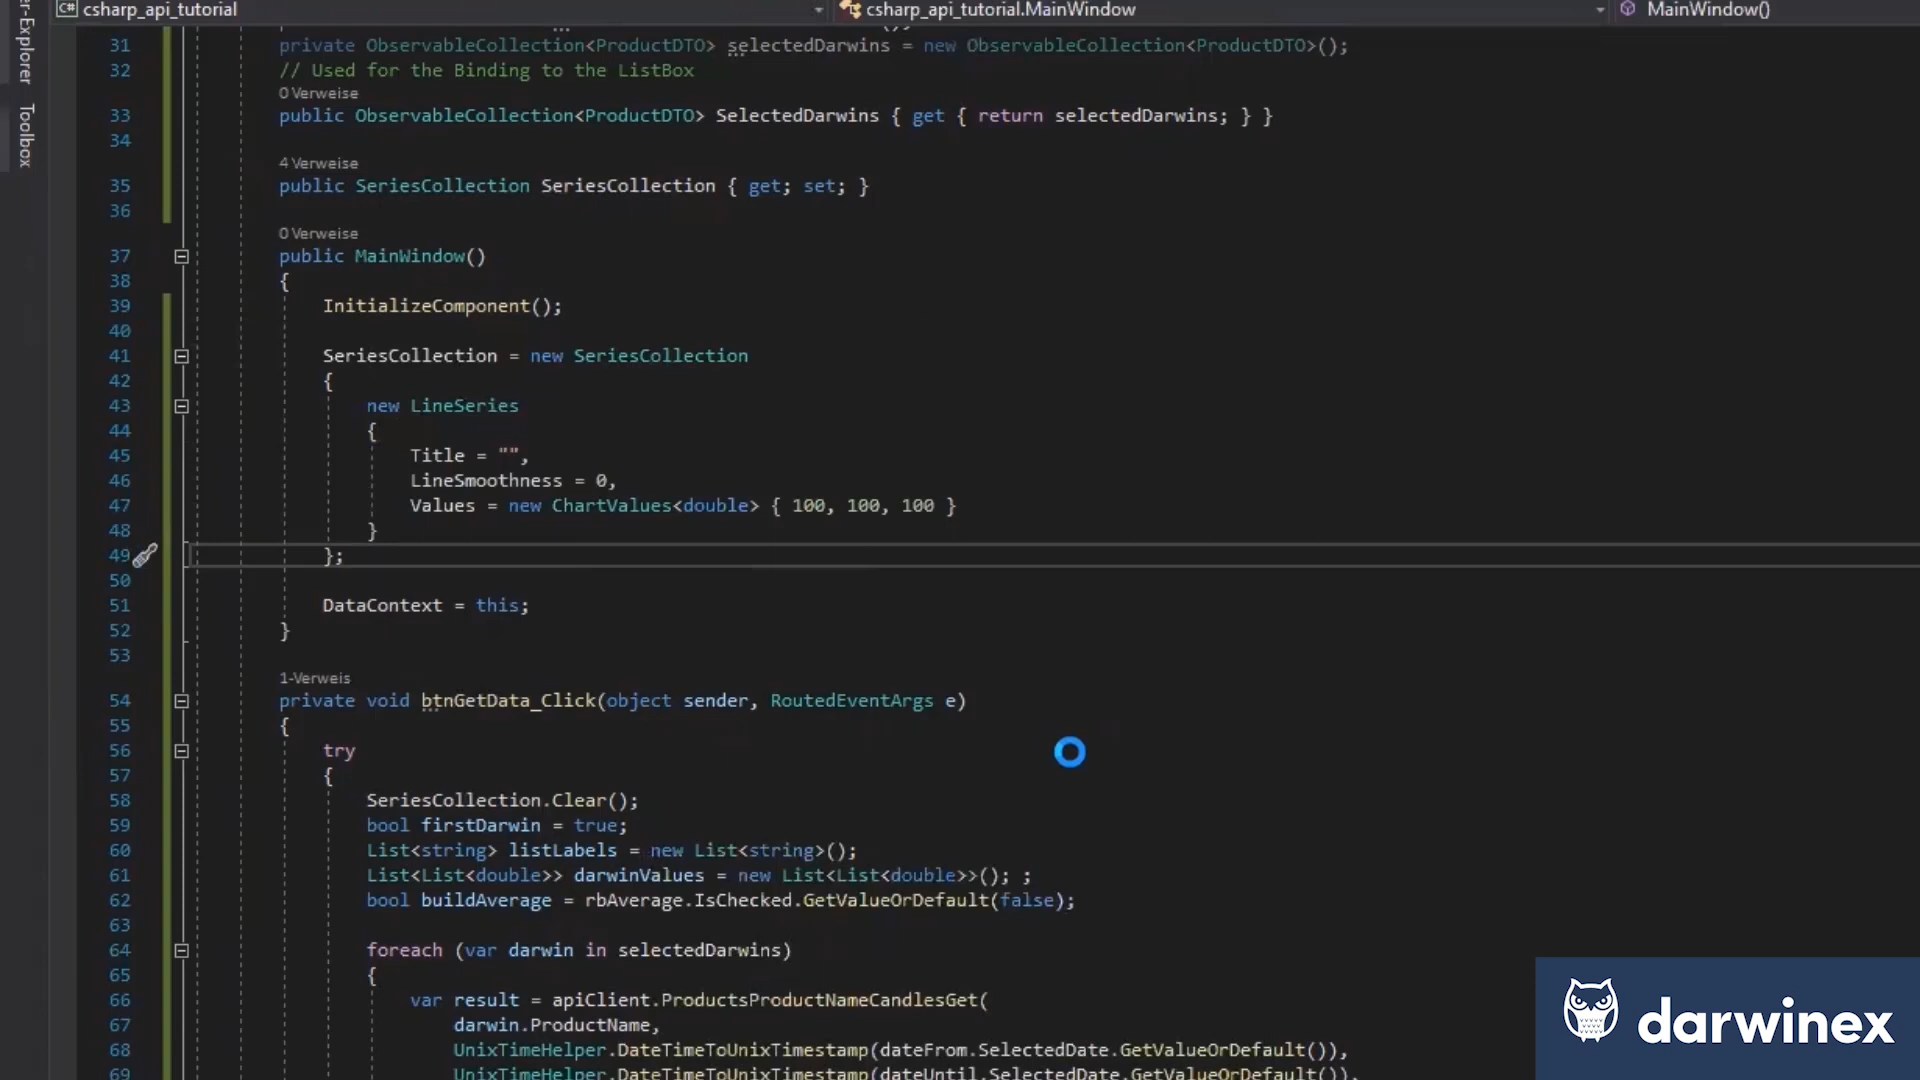 C# csharp_api_tutorial
csharp_api_tutorial.MainWindow
MainWindow()
er-Explorer
Toolbox
31 private ObservableCollection<ProductDTO> selectedDarwins = new ObservableCollection<ProductDTO>();
32 // Used for the Binding to the ListBox
0 Verweise
33 public ObservableCollection<ProductDTO> SelectedDarwins { get { return selectedDarwins; } }
34
4 Verweise
35 public SeriesCollection SeriesCollection { get; set; }
36
0 Verweise
37 public MainWindow()
38 {
39 InitializeComponent();
40
41 SeriesCollection = new SeriesCollection
42 {
43 new LineSeries
44 {
45 Title = "",
46 LineSmoothness = 0,
47 Values = new ChartValues<double> { 100, 100, 100 }
48 }
49 };
50
51 DataContext = this;
52 }
53
1-Verweis
54 private void btnGetData_Click(object sender, RoutedEventArgs e)
55 {
56 try
57 {
58 SeriesCollection.Clear();
59 bool firstDarwin = true;
60 List<string> listLabels = new List<string>();
61 List<List<double>> darwinValues = new List<List<double>>(); ;
62 bool buildAverage = rbAverage.IsChecked.GetValueOrDefault(false);
63
64 foreach (var darwin in selectedDarwins)
65 {
66 var result = apiClient.ProductsProductNameCandlesGet(
67 darwin.ProductName,
68 UnixTimeHelper.DateTimeToUnixTimestamp(dateFrom.SelectedDate.GetValueOrDefault()),
69 UnixTimeHelper.DateTimeToUnixTimestamp(dateUntil.SelectedDate.GetValueOrDefault()),
darwinex